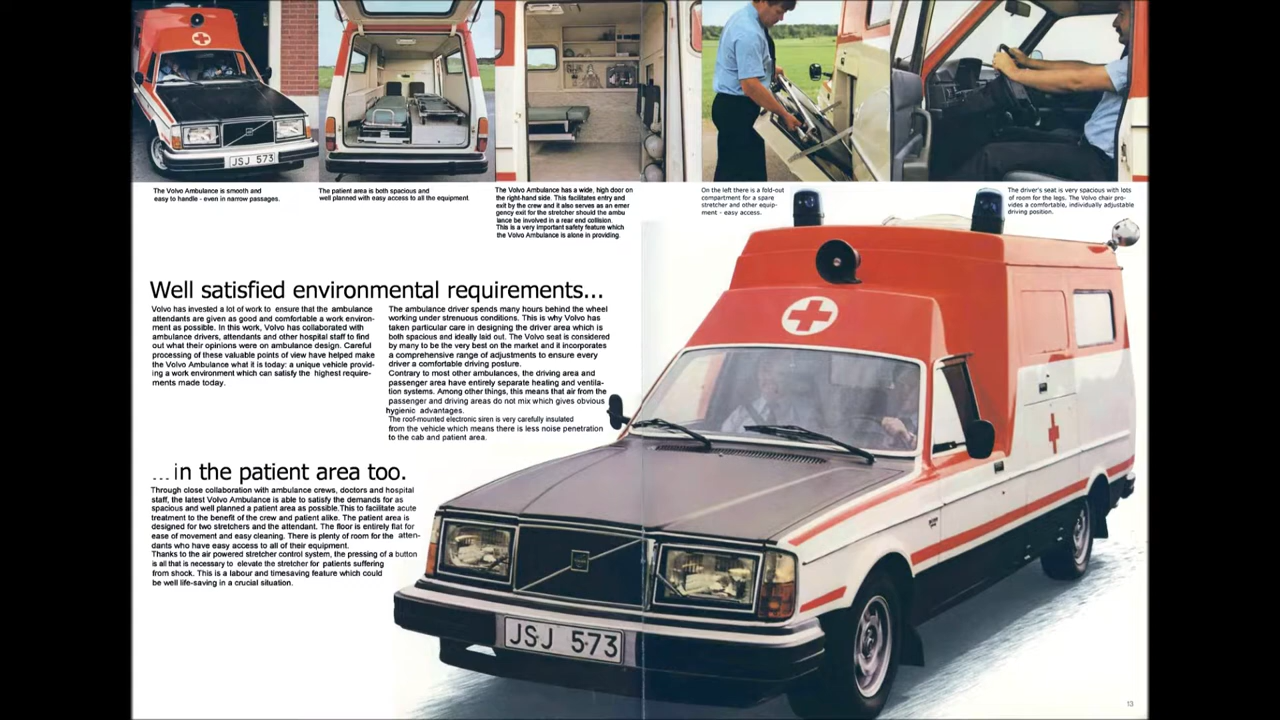 JSJ 573
The Volvo Ambulance is smooth and
easy to handle - even in narrow passages.
The patient area is both spacious and
well planned with easy access to all the equipment
The Volvo Ambulance has a wide, high door on
the right-hand side. This facilitates entry and
exit by the crew and it also serves as an emer
gency exit for the stretcher should the ambu
lance be involved in a rear end collision.
This is a very important safety feature which
the Volvo Ambulance is alone in providing.
On the left there is a fold-out
compartment for a spare
stretcher and other equip-
ment - easy access.
The driver's seat is very spacious with lots
of room for the legs. The Volvo chair pro-
vides a comfortable, individually adjustable
driving position.
Well satisfied environmental requirements...
Volvo has invested a lot of work to ensure that the ambulance
attendants are given as good and comfortable a work environ-
ment as possible. In this work, Volvo has collaborated with
ambulance drivers, attendants and other hospital staff to find
out what their opinions were on ambulance design. Careful
processing of these valuable points of view have helped make
the Volvo Ambulance what it is today: a unique vehicle provid-
ing a work environment which can satisfy the highest require-
ments made today.
The ambulance driver spends many hours behind the wheel
working under strenuous conditions. This is why Volvo has
taken particular care in designing the driver area which is
both spacious and ideally laid out. The Volvo seat is considered
by many to be the very best on the market and it incorporates
a comprehensive range of adjustments to ensure every
driver a comfortable driving posture.
Contrary to most other ambulances, the driving area and
passenger area have entirely separate heating and ventila-
tion systems. Among other things, this means that air from the
passenger and driving areas do not mix which gives obvious
hygienic advantages.
The roof-mounted electronic siren is very carefully insulated
from the vehicle which means there is less noise penetration
to the cab and patient area.
...in the patient area too.
Through close collaboration with ambulance crews, doctors and hospital
staff, the latest Volvo Ambulance is able to satisfy the demands for as
spacious and well planned a patient area as possible.This to facilitate acute
treatment to the benefit of the crew and patient alike. The patient area is
designed for two stretchers and the attendant. The floor is entirely flat for
ease of movement and easy cleaning. There is plenty of room for the atten-
dants who have easy access to all of their equipment.
Thanks to the air powered stretcher control system, the pressing of a button
is all that is necessary to elevate the stretcher for patients suffering
from shock. This is a labour and timesaving feature which could
be well life-saving in a crucial situation.
JSJ 573
13